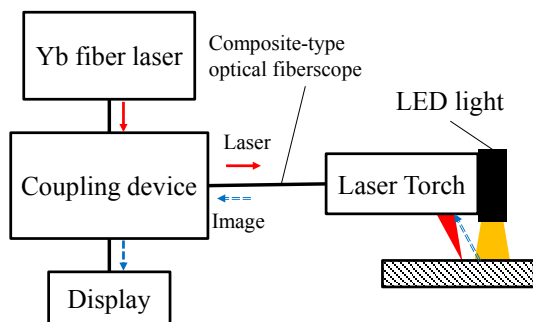 Yb fiber laser
Composite-type
optical fiberscope
LED light
Laser
Coupling device
Laser Torch
Image
Display